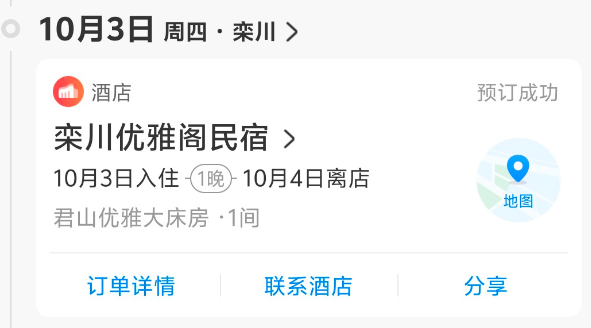 10月3日 周四·栾川
酒店 预订成功
栾川优雅阁民宿
10月3日入住 1晚 10月4日离店
地图
君山优雅大床房·1间
订单详情 联系酒店 分享